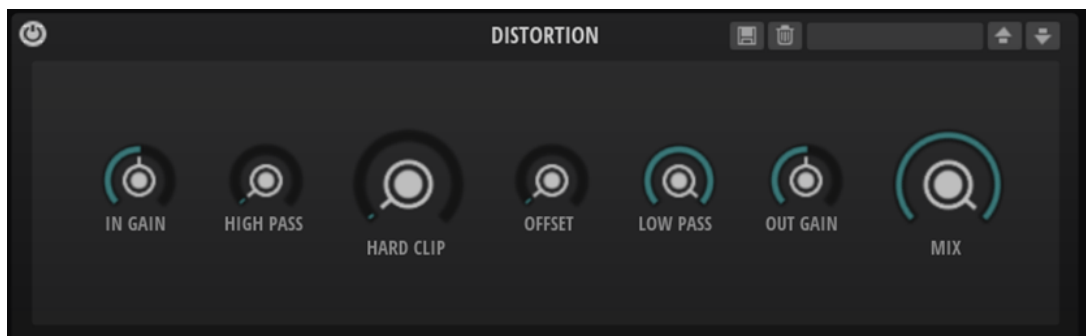 DISTORTION
IN GAIN
HIGH PASS
HARD CLIP
OFFSET
LOW PASS
OUT GAIN
MIX